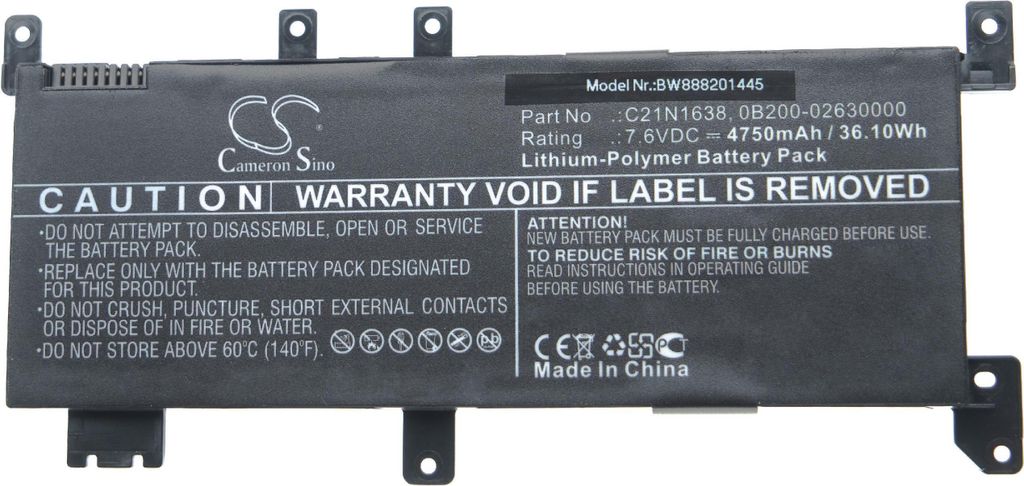 Model Nr.:BW888201445
Part No .:C21N1638, 0B200-02630000
Rating .:7.6VDC ⎓ 4750mAh / 36.10Wh
Lithium-Polymer Battery Pack
CS
Cameron Sino
CAUTION WARRANTY VOID IF LABEL IS REMOVED
·DO NOT ATTEMPT TO DISASSEMBLE, OPEN OR SERVICE
THE BATTERY PACK.
·REPLACE ONLY WITH THE BATTERY PACK DESIGNATED
FOR THIS PRODUCT.
·DO NOT CRUSH, PUNCTURE, SHORT EXTERNAL CONTACTS
OR DISPOSE OF IN FIRE OR WATER.
·DO NOT STORE ABOVE 60°C (140°F).
ATTENTION!
NEW BATTERY PACK MUST BE FULLY CHARGED BEFORE USE.
TO REDUCE RISK OF FIRE OR BURNS
READ INSTRUCTIONS IN OPERATING GUIDE
BEFORE USING THE BATTERY.
CE
Made In China